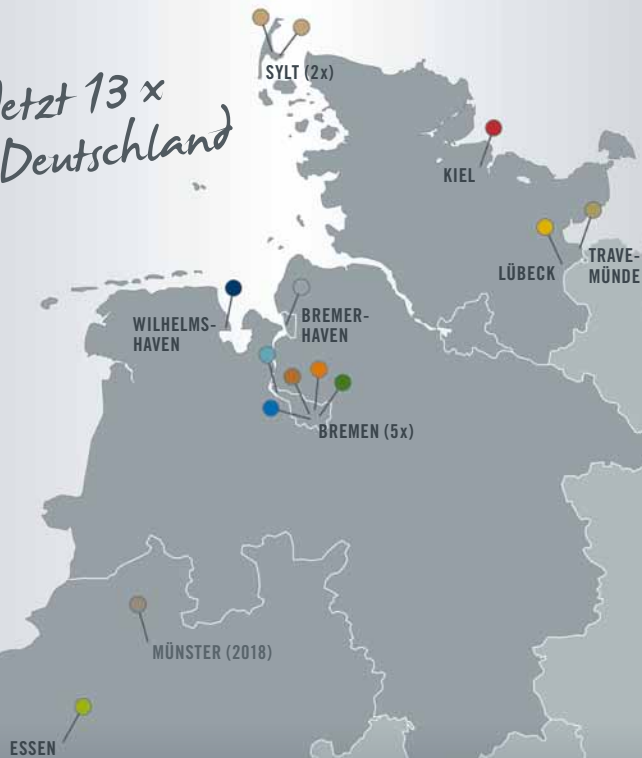 Jetzt 13 x
Deutschland
SYLT (2x)
KIEL
LÜBECK
TRAVE-
MÜNDE
WILHELMS-
HAVEN
BREMER-
HAVEN
BREMEN (5x)
MÜNSTER (2018)
ESSEN